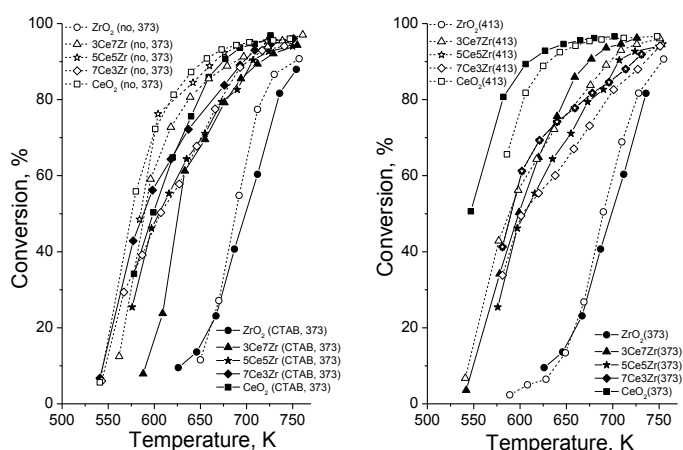 100
80
60
40
20
0
Conversion, %
500 550 600 650 700 750
Temperature, K
ZrO2 (no, 373)
3Ce7Zr (no, 373)
5Ce5Zr (no, 373)
7Ce3Zr (no, 373)
CeO2 (no, 373)
ZrO2 (CTAB, 373)
3Ce7Zr (CTAB, 373)
5Ce5Zr (CTAB, 373)
7Ce3Zr (CTAB, 373)
CeO2 (CTAB, 373)
100
80
60
40
20
0
Conversion, %
500 550 600 650 700 750
Temperature, K
ZrO2(413)
3Ce7Zr(413)
5Ce5Zr(413)
7Ce3Zr(413)
CeO2(413)
ZrO2(373)
3Ce7Zr(373)
5Ce5Zr(373)
7Ce3Zr(373)
CeO2(373)